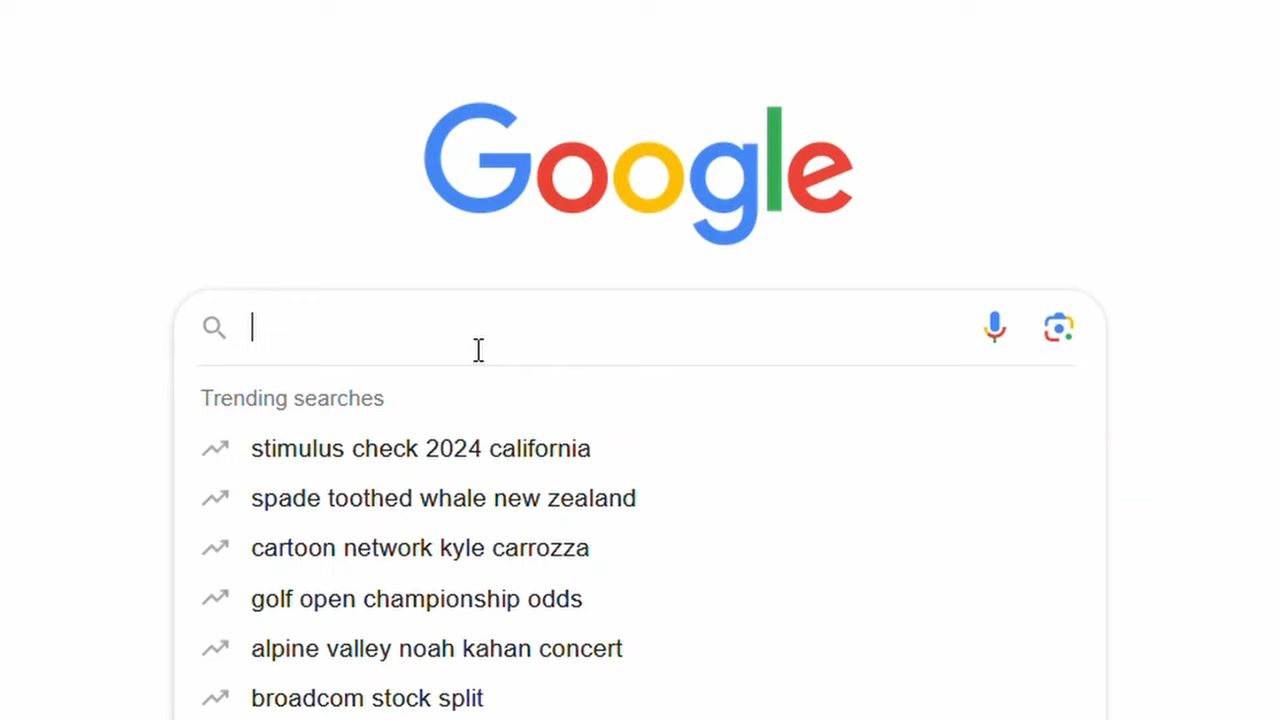 Google
Trending searches
stimulus check 2024 california
spade toothed whale new zealand
cartoon network kyle carrozza
golf open championship odds
alpine valley noah kahan concert
broadcom stock split